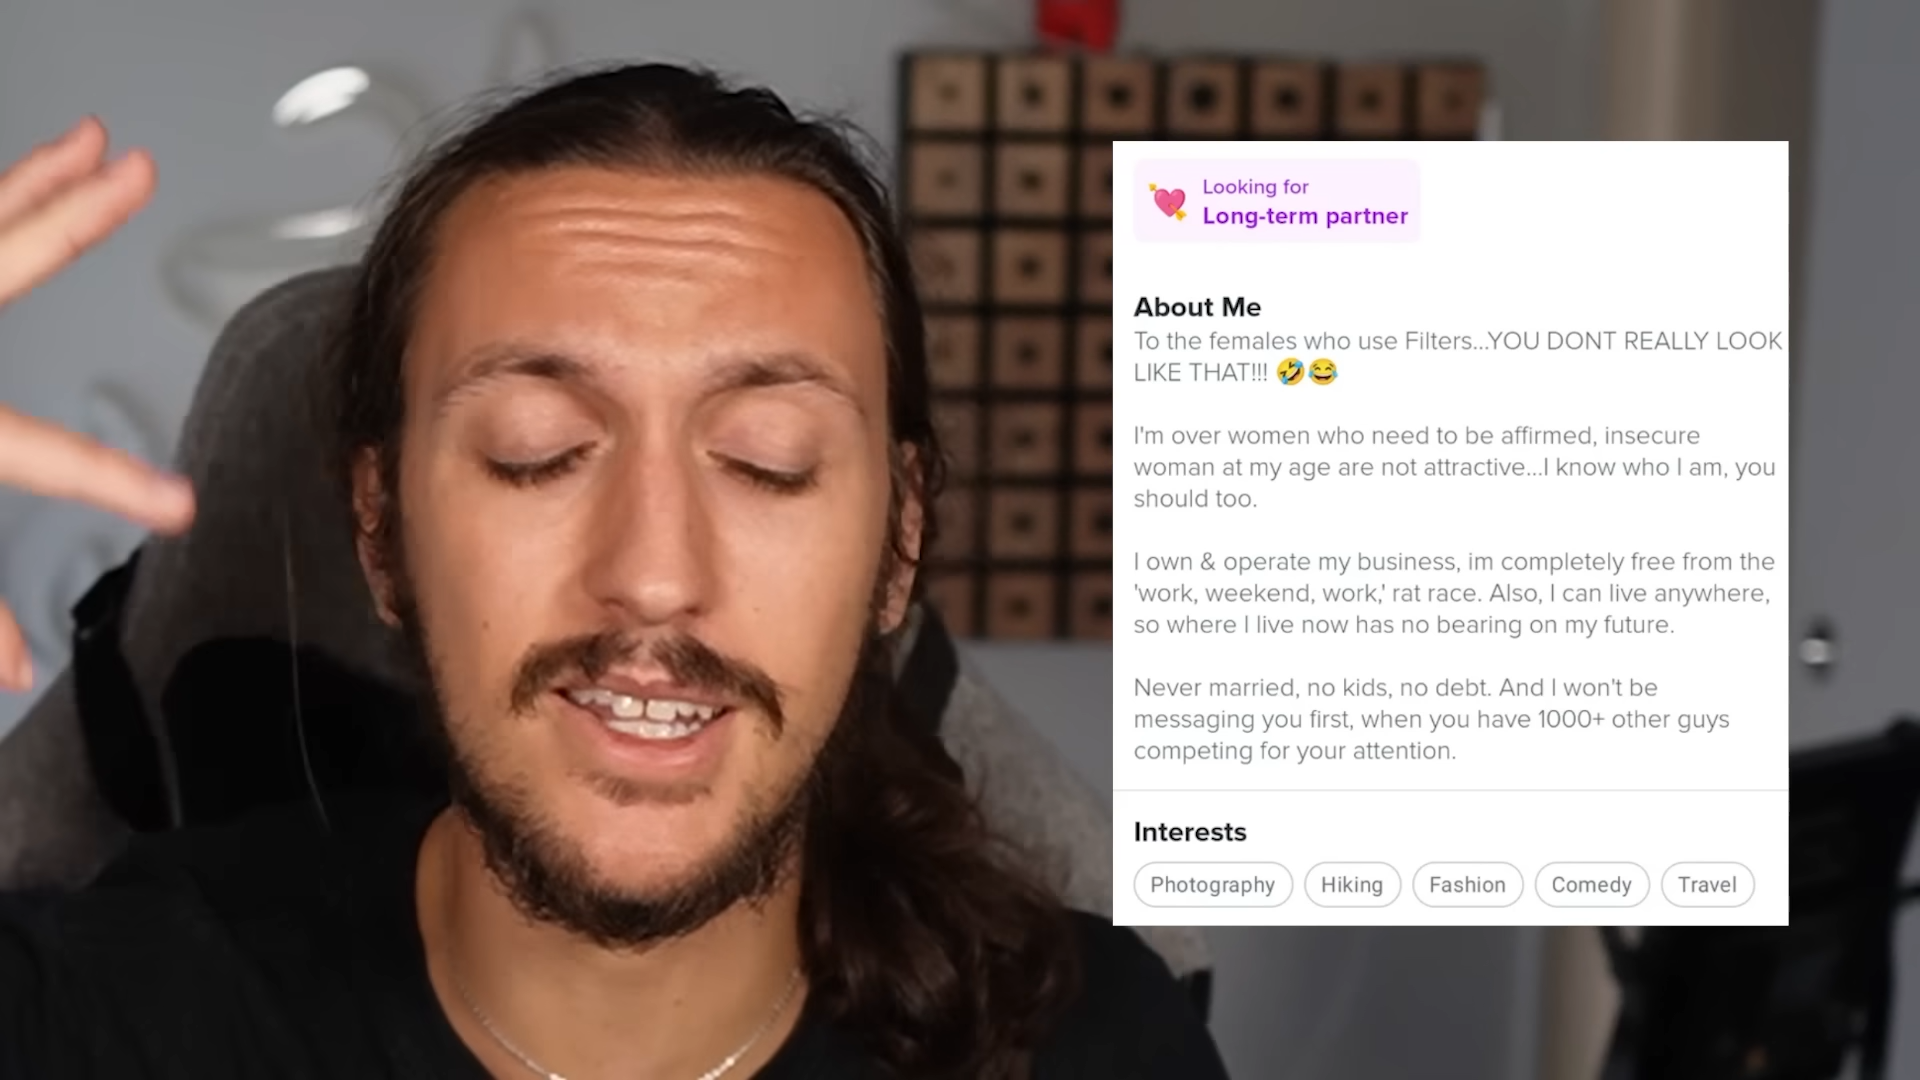 Looking for
Long-term partner
About Me
To the females who use Filters...YOU DONT REALLY LOOK
LIKE THAT!!! 🤣😂
I'm over women who need to be affirmed, insecure
woman at my age are not attractive...I know who I am, you
should too.
I own & operate my business, im completely free from the
'work, weekend, work,' rat race. Also, I can live anywhere,
so where I live now has no bearing on my future.
Never married, no kids, no debt. And I won't be
messaging you first, when you have 1000+ other guys
competing for your attention.
Interests
Photography Hiking Fashion Comedy Travel